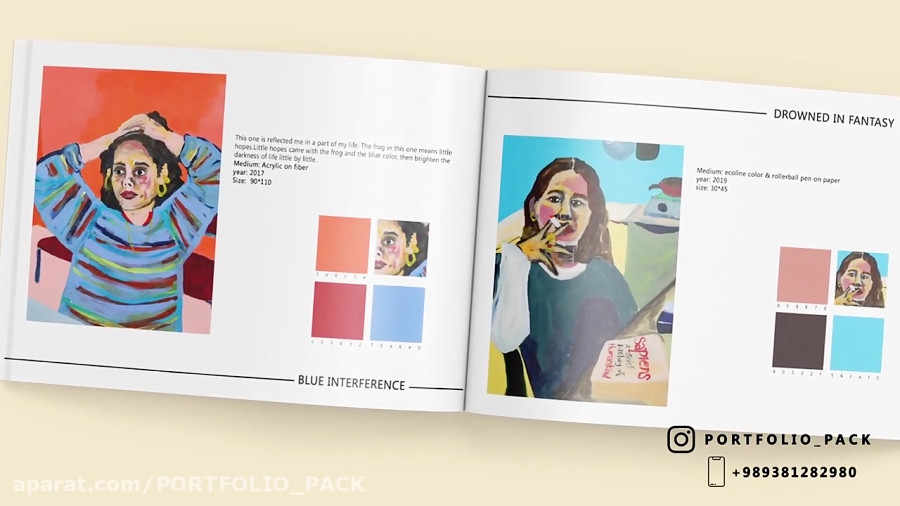 This one is reflected me in a part of my life. The frog in this one means little
hopes.Little hopes came with the frog and the blue color, then brighten the
darkness of life little by little .
Medium: Acrylic on fiber
year: 2017
Size: 90*110
BLUE INTERFERENCE
DROWNED IN FANTASY
Medium: ecoline color & rollerball pen on paper
year: 2019
size: 30*45
sapiens
Humankind
PORTFOLIO_PACK
+989381282980
aparat.com/PORTFOLIO_PACK